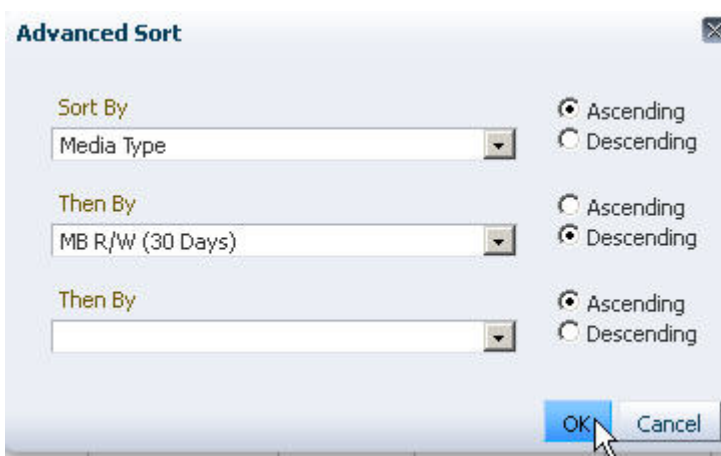 Advanced Sort
Sort By
Media Type
Ascending
Descending
Then By
MB R/W (30 Days)
Ascending
Descending
Then By
Ascending
Descending
OK Cancel